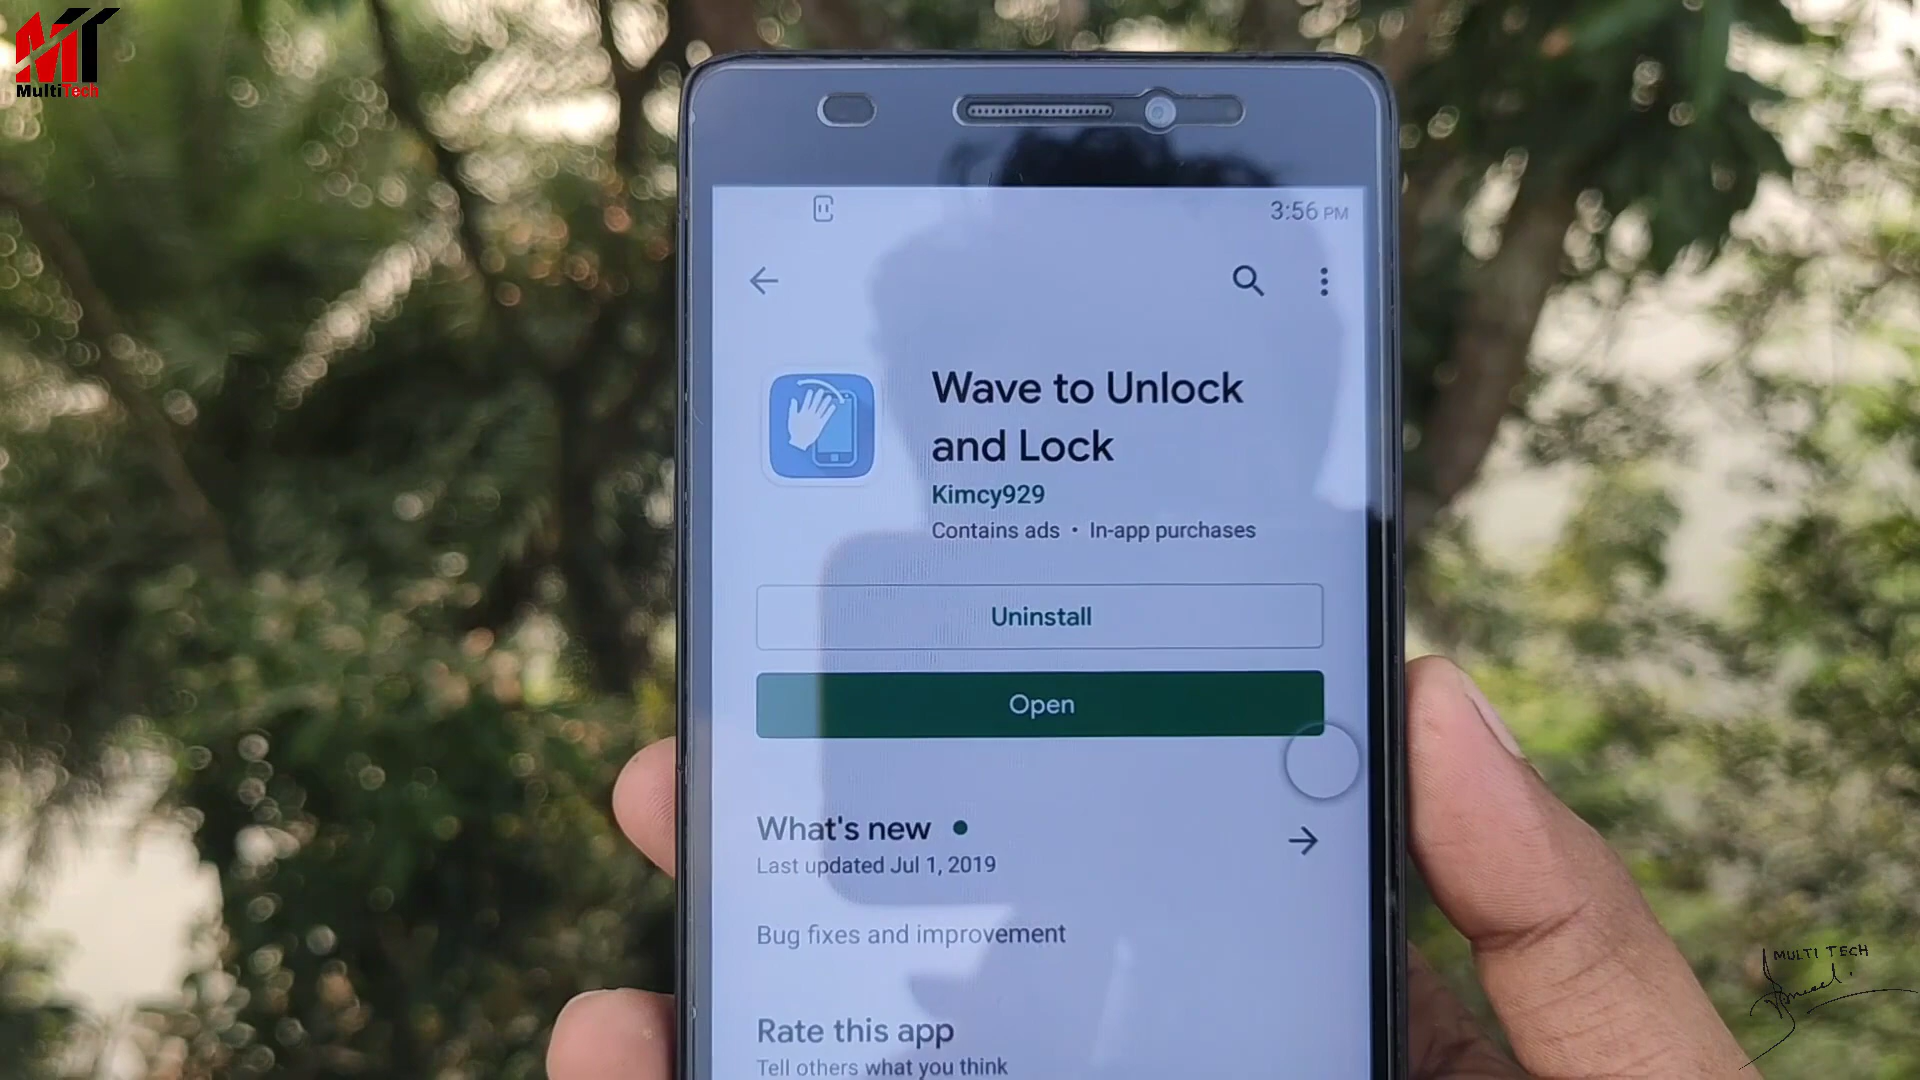 MT
MultiTech
3:56 PM
Wave to Unlock
and Lock
Kimcy929
Contains ads • In-app purchases
Uninstall
Open
What's new
Last updated Jul 1, 2019
Bug fixes and improvement
Rate this app
Tell others what you think
MULTI TECH